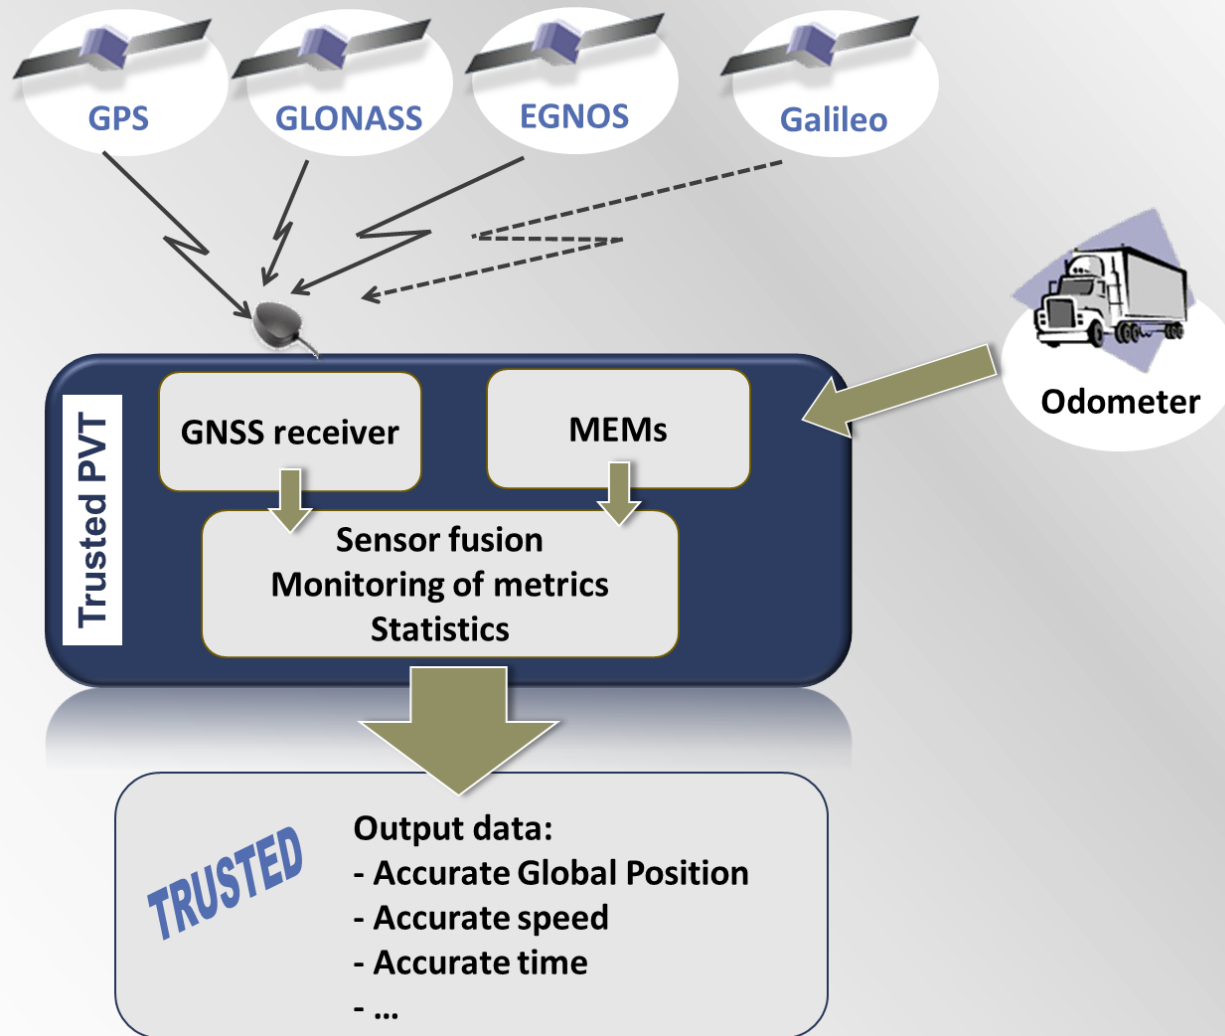 GPS
GLONASS
EGNOS
Galileo
Odometer
Trusted PVT
GNSS receiver
MEMs
Sensor fusion
Monitoring of metrics
Statistics
TRUSTED
Output data:
- Accurate Global Position
- Accurate speed
- Accurate time
- ...